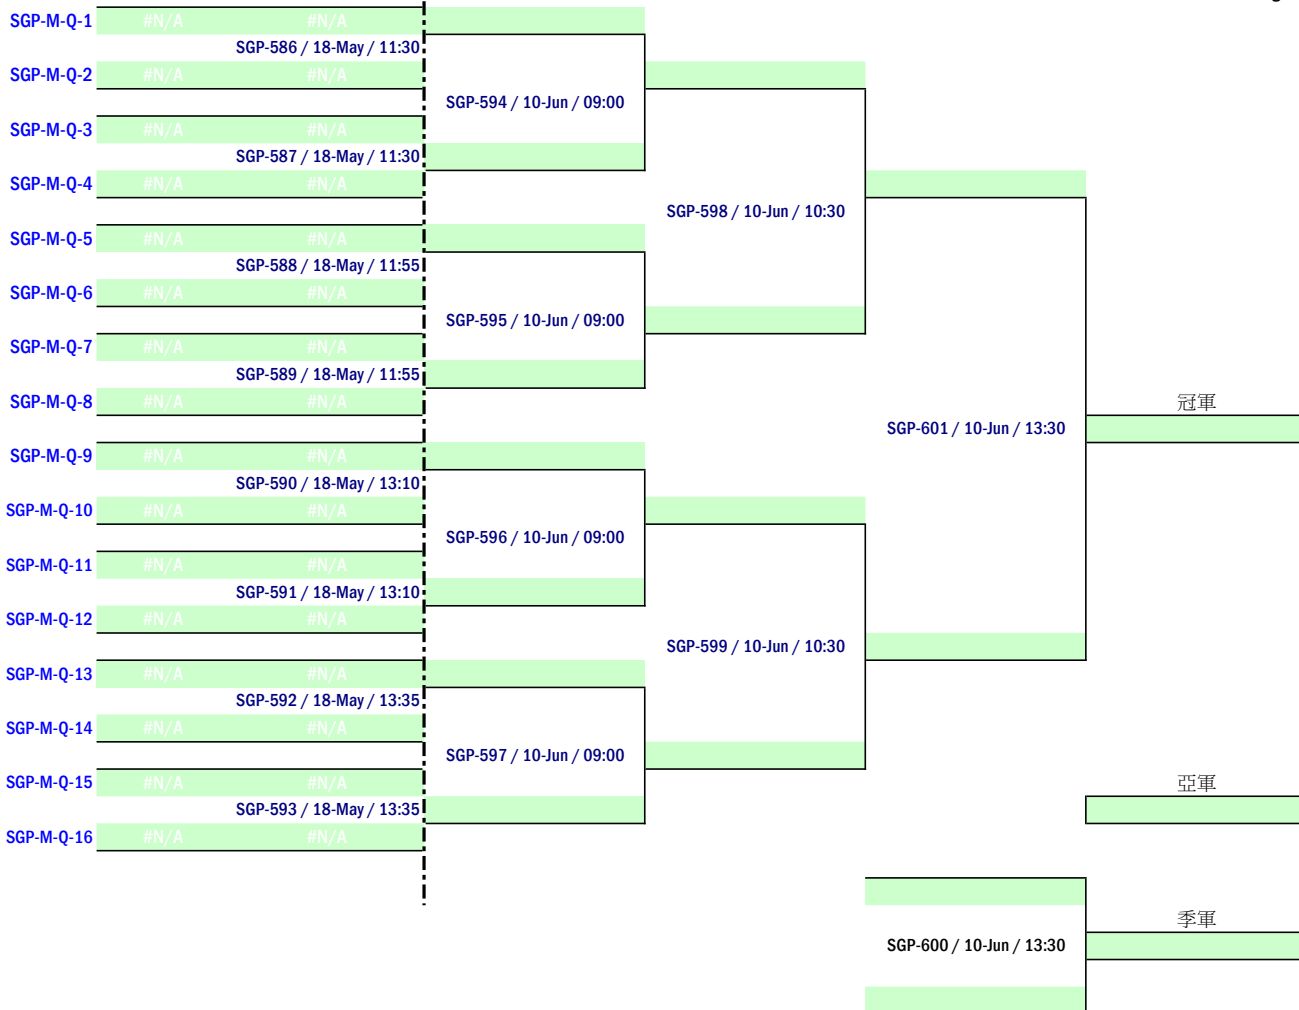 SGP-M-Q-1 #N/A #N/A
SGP-586 / 18-May / 11:30
SGP-M-Q-2 #N/A #N/A
SGP-594 / 10-Jun / 09:00
SGP-M-Q-3 #N/A #N/A
SGP-587 / 18-May / 11:30
SGP-M-Q-4 #N/A #N/A
SGP-598 / 10-Jun / 10:30
SGP-M-Q-5 #N/A #N/A
SGP-588 / 18-May / 11:55
SGP-M-Q-6 #N/A #N/A
SGP-595 / 10-Jun / 09:00
SGP-M-Q-7 #N/A #N/A
SGP-589 / 18-May / 11:55
SGP-M-Q-8 #N/A #N/A
冠軍
SGP-601 / 10-Jun / 13:30
SGP-M-Q-9 #N/A #N/A
SGP-590 / 18-May / 13:10
SGP-M-Q-10 #N/A #N/A
SGP-596 / 10-Jun / 09:00
SGP-M-Q-11 #N/A #N/A
SGP-591 / 18-May / 13:10
SGP-M-Q-12 #N/A #N/A
SGP-599 / 10-Jun / 10:30
SGP-M-Q-13 #N/A #N/A
SGP-592 / 18-May / 13:35
SGP-M-Q-14 #N/A #N/A
SGP-597 / 10-Jun / 09:00
SGP-M-Q-15 #N/A #N/A
亞軍
SGP-593 / 18-May / 13:35
SGP-M-Q-16 #N/A #N/A
季軍
SGP-600 / 10-Jun / 13:30